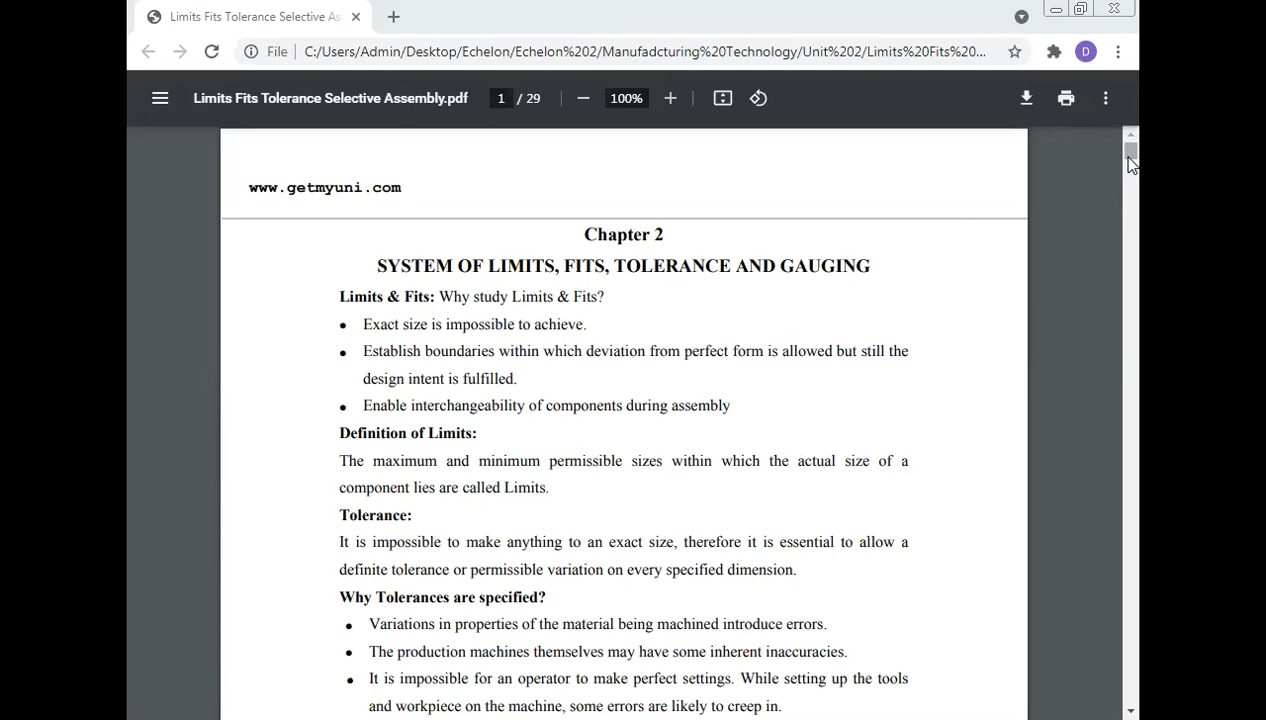 Limits Fits Tolerance Selective As
File C:/Users/Admin/Desktop/Echelon/Echelon%202/Manufadcturing%20Technology/Unit%202/Limits%20Fits%20... D
Limits Fits Tolerance Selective Assembly.pdf 1 / 29 100%
www.getmyuni.com
Chapter 2
SYSTEM OF LIMITS, FITS, TOLERANCE AND GAUGING
Limits & Fits: Why study Limits & Fits?
• Exact size is impossible to achieve.
• Establish boundaries within which deviation from perfect form is allowed but still the
design intent is fulfilled.
• Enable interchangeability of components during assembly
Definition of Limits:
The maximum and minimum permissible sizes within which the actual size of a
component lies are called Limits.
Tolerance:
It is impossible to make anything to an exact size, therefore it is essential to allow a
definite tolerance or permissible variation on every specified dimension.
Why Tolerances are specified?
• Variations in properties of the material being machined introduce errors.
• The production machines themselves may have some inherent inaccuracies.
• It is impossible for an operator to make perfect settings. While setting up the tools
and workpiece on the machine, some errors are likely to creep in.